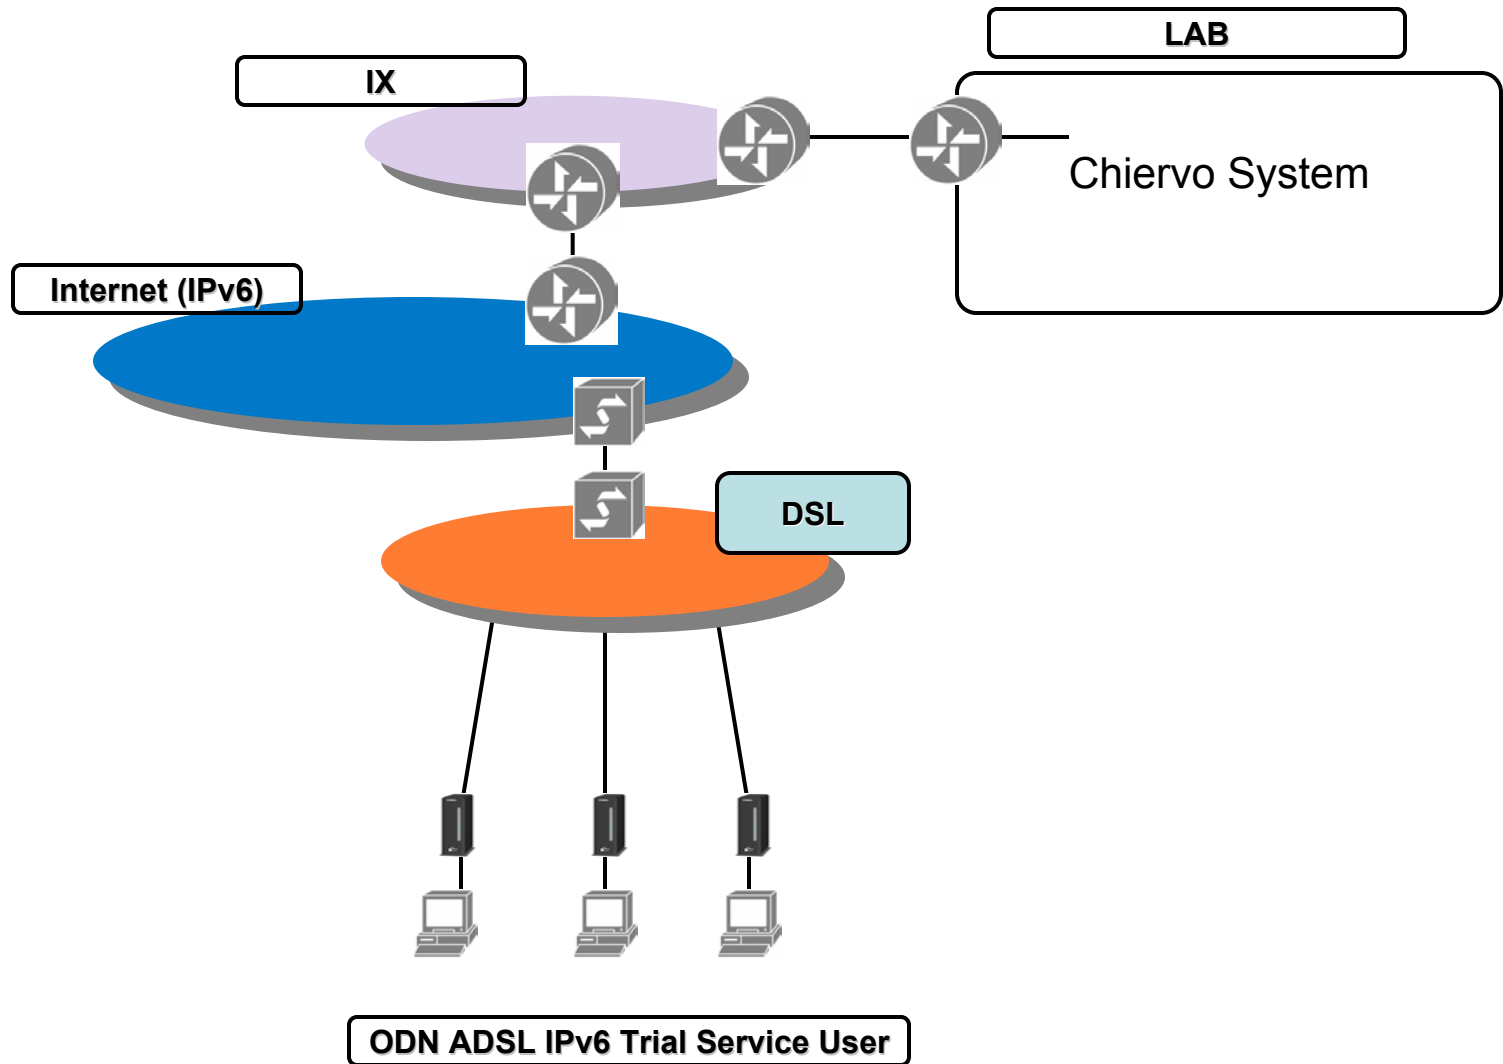 LAB
IX
Chiervo System
Internet (IPv6)
DSL
ODN ADSL IPv6 Trial Service User